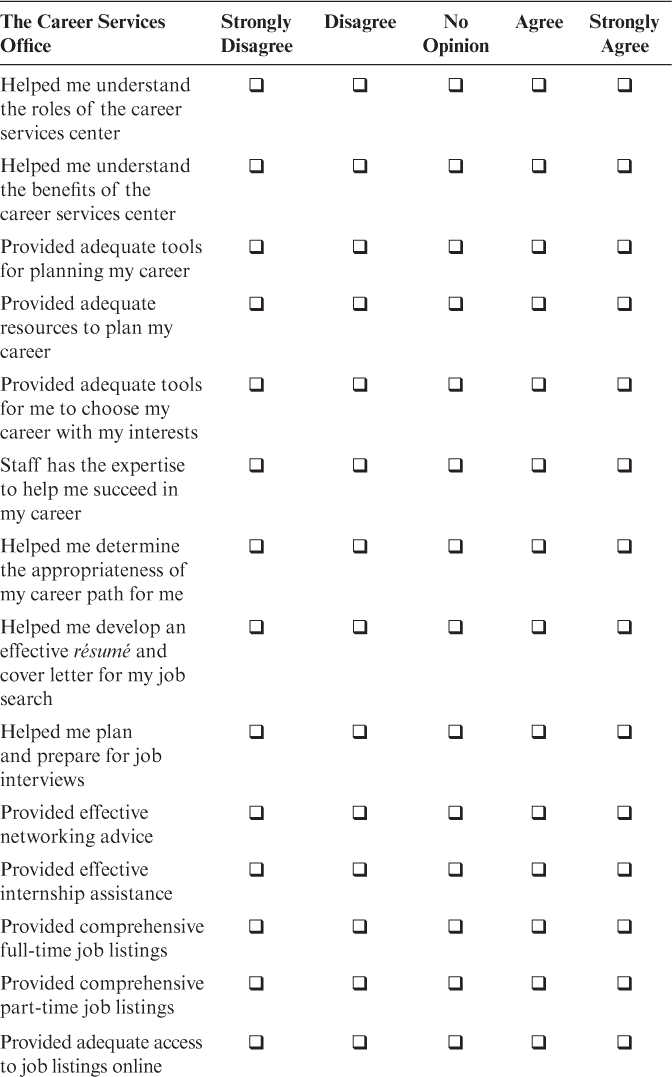 The Career Services Strongly Disagree No Agree Strongly
Office Disagree Opinion Agree
Helped me understand ❑ ❑ ❑ ❑ ❑
the roles of the career
services center
Helped me understand ❑ ❑ ❑ ❑ ❑
the benefits of the
career services center
Provided adequate tools ❑ ❑ ❑ ❑ ❑
for planning my career
Provided adequate ❑ ❑ ❑ ❑ ❑
resources to plan my
career
Provided adequate tools ❑ ❑ ❑ ❑ ❑
for me to choose my
career with my interests
Staff has the expertise ❑ ❑ ❑ ❑ ❑
to help me succeed in
my career
Helped me determine ❑ ❑ ❑ ❑ ❑
the appropriateness of
my career path for me
Helped me develop an ❑ ❑ ❑ ❑ ❑
effective résumé and
cover letter for my job
search
Helped me plan ❑ ❑ ❑ ❑ ❑
and prepare for job
interviews
Provided effective ❑ ❑ ❑ ❑ ❑
networking advice
Provided effective ❑ ❑ ❑ ❑ ❑
internship assistance
Provided comprehensive ❑ ❑ ❑ ❑ ❑
full-time job listings
Provided comprehensive ❑ ❑ ❑ ❑ ❑
part-time job listings
Provided adequate access ❑ ❑ ❑ ❑ ❑
to job listings online